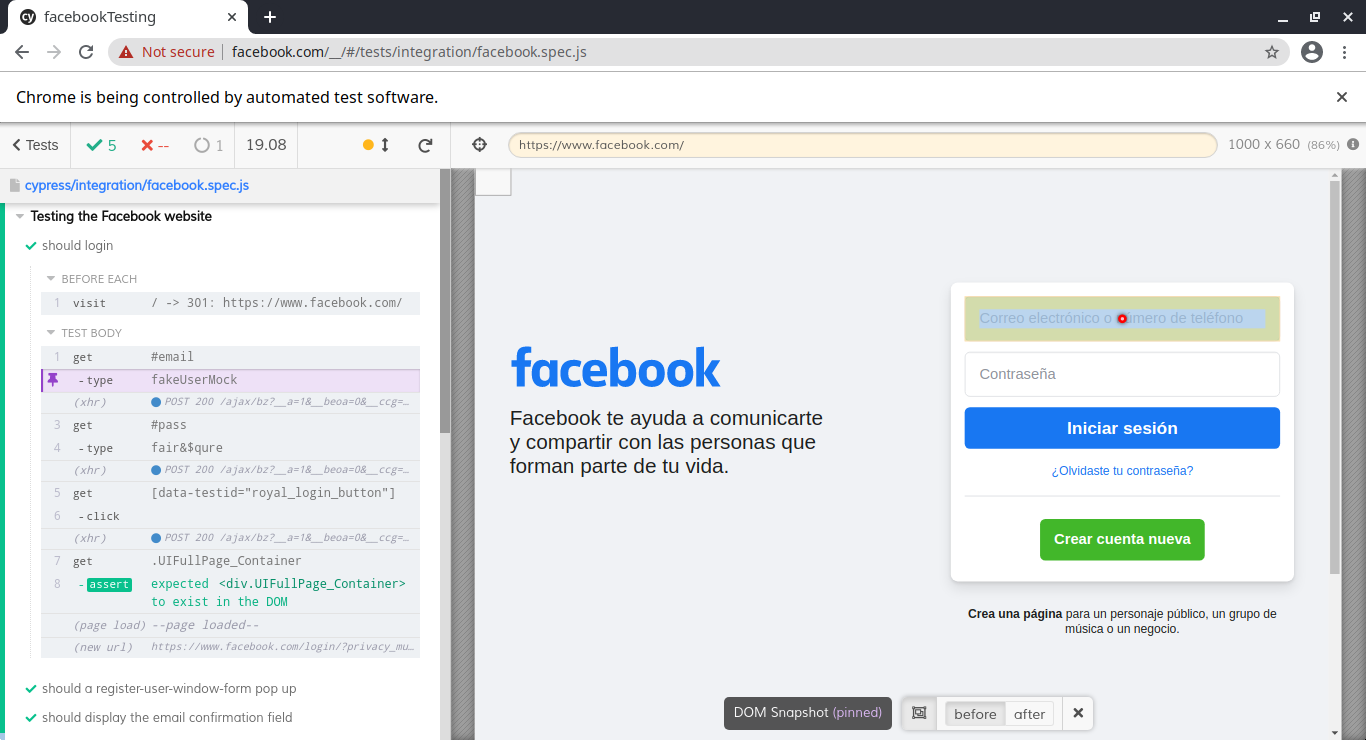 cy facebookTesting
Not secure facebook.com/__/#/tests/integration/facebook.spec.js
Chrome is being controlled by automated test software.
Tests 5 -- 1 19.08
https://www.facebook.com/
1000 x 660 (86%)
cypress/integration/facebook.spec.js
Testing the Facebook website
should login
BEFORE EACH
1 visit / -> 301: https://www.facebook.com/
TEST BODY
1 get #email
-type fakeUserMock
(xhr) POST 200 /ajax/bz?__a=1&__beoa=0&__ccg=…
3 get #pass
4 -type fair&$qure
(xhr) POST 200 /ajax/bz?__a=1&__beoa=0&__ccg=…
5 get [data-testid="royal_login_button"]
6 -click
(xhr) POST 200 /ajax/bz?__a=1&__beoa=0&__ccg=…
7 get .UIFullPage_Container
8 -assert expected <div.UIFullPage_Container>
to exist in the DOM
(page load) --page loaded--
(new url) https://www.facebook.com/login/?privacy_mu…
should a register-user-window-form pop up
should display the email confirmation field
facebook
Facebook te ayuda a comunicarte
y compartir con las personas que
forman parte de tu vida.
Correo electrónico o número de teléfono
Contraseña
Iniciar sesión
¿Olvidaste tu contraseña?
Crear cuenta nueva
Crea una página para un personaje público, un grupo de
música o un negocio.
DOM Snapshot (pinned)
before after